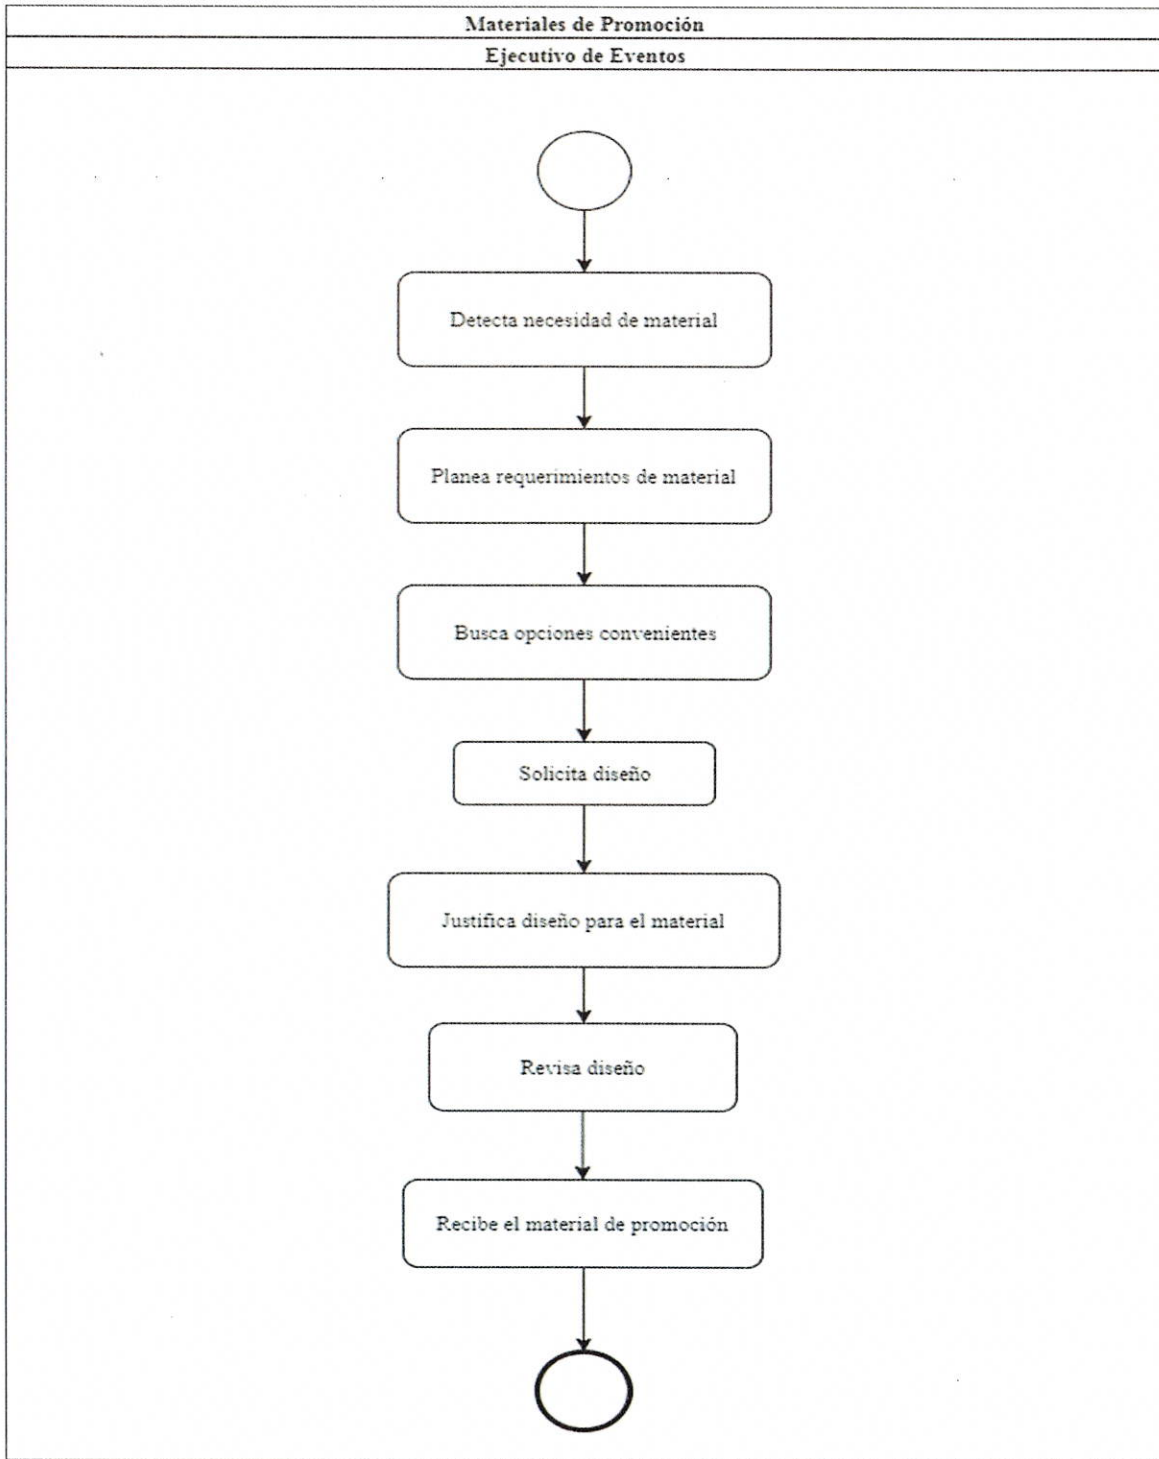 Materiales de Promoción
Ejecutivo de Eventos
Detecta necesidad de material
Planea requerimientos de material
Busca opciones convenientes
Solicita diseño
Justifica diseño para el material
Revisa diseño
Recibe el material de promoción